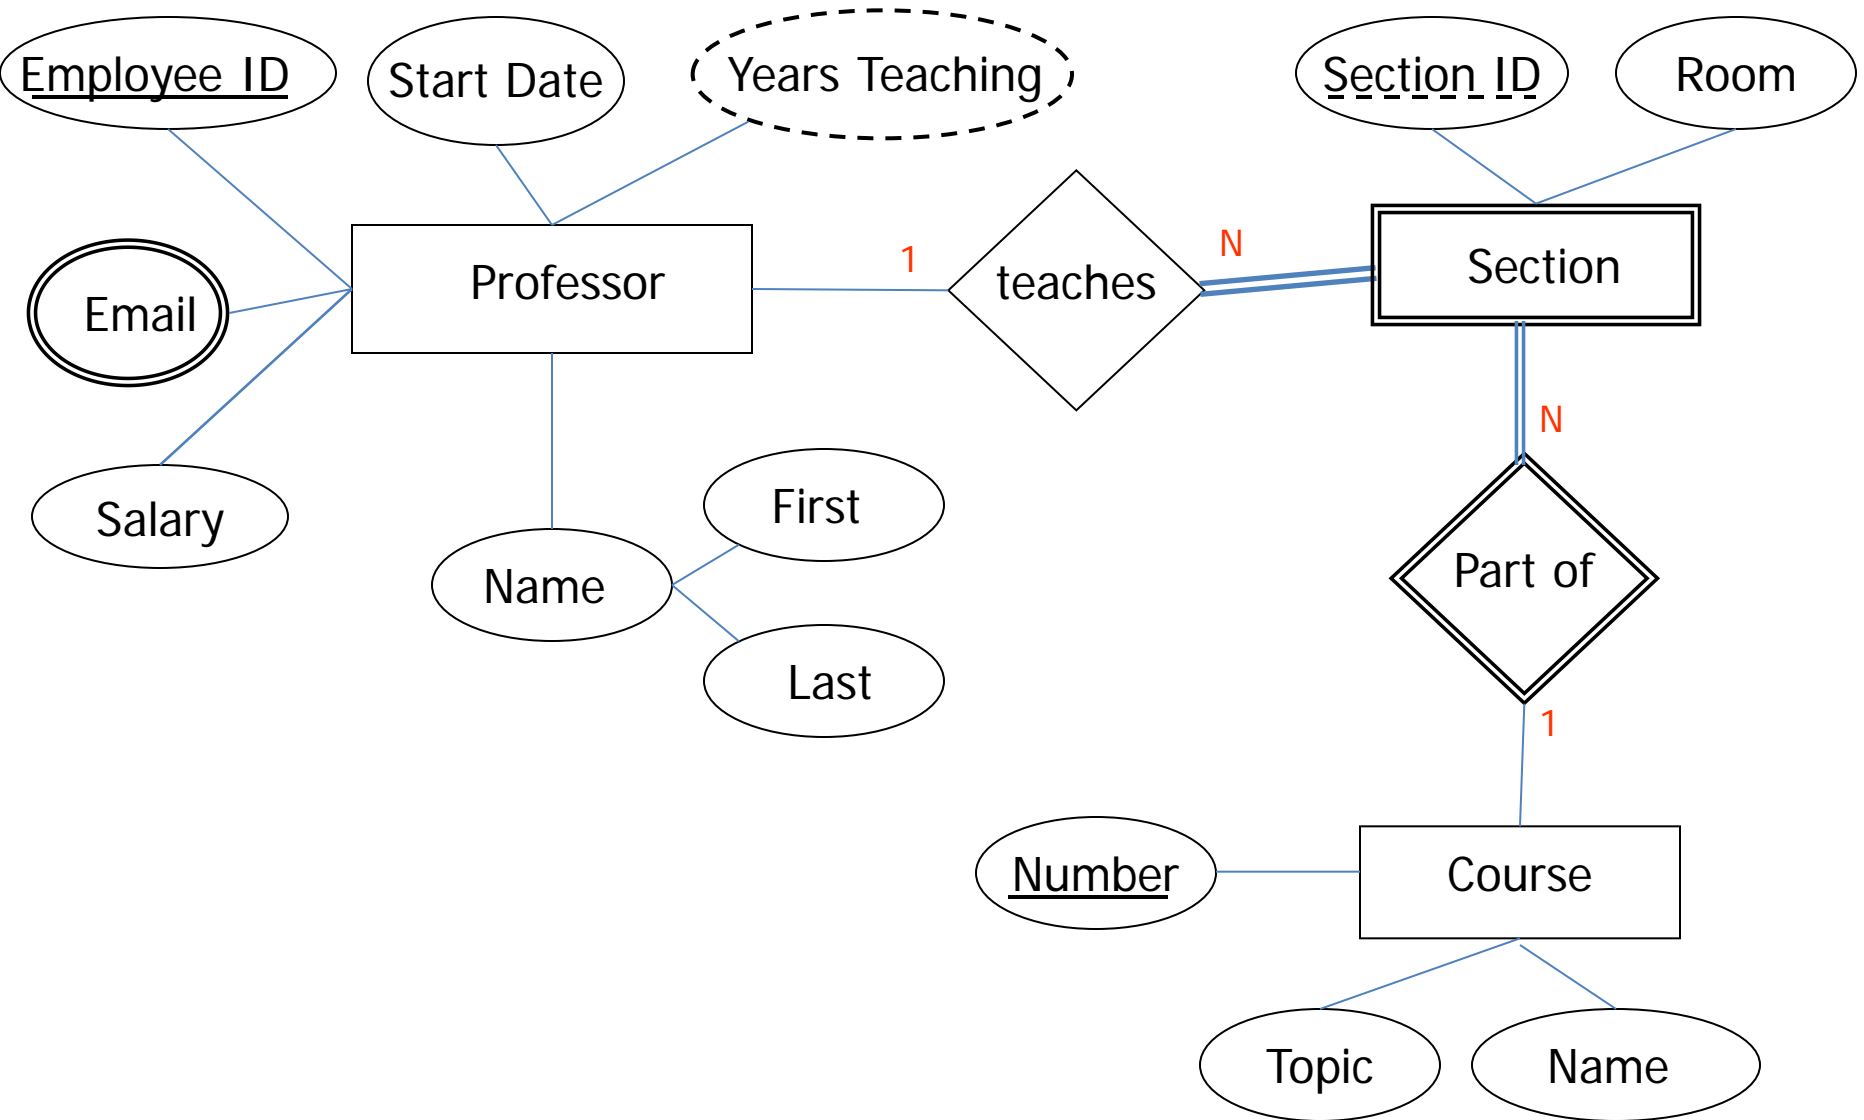 Employee ID
Start Date
Years Teaching
Section ID
Room
Professor
1
teaches
N
Section
Email
N
Salary
First
Name
Part of
Last
1
Number
Course
Topic
Name